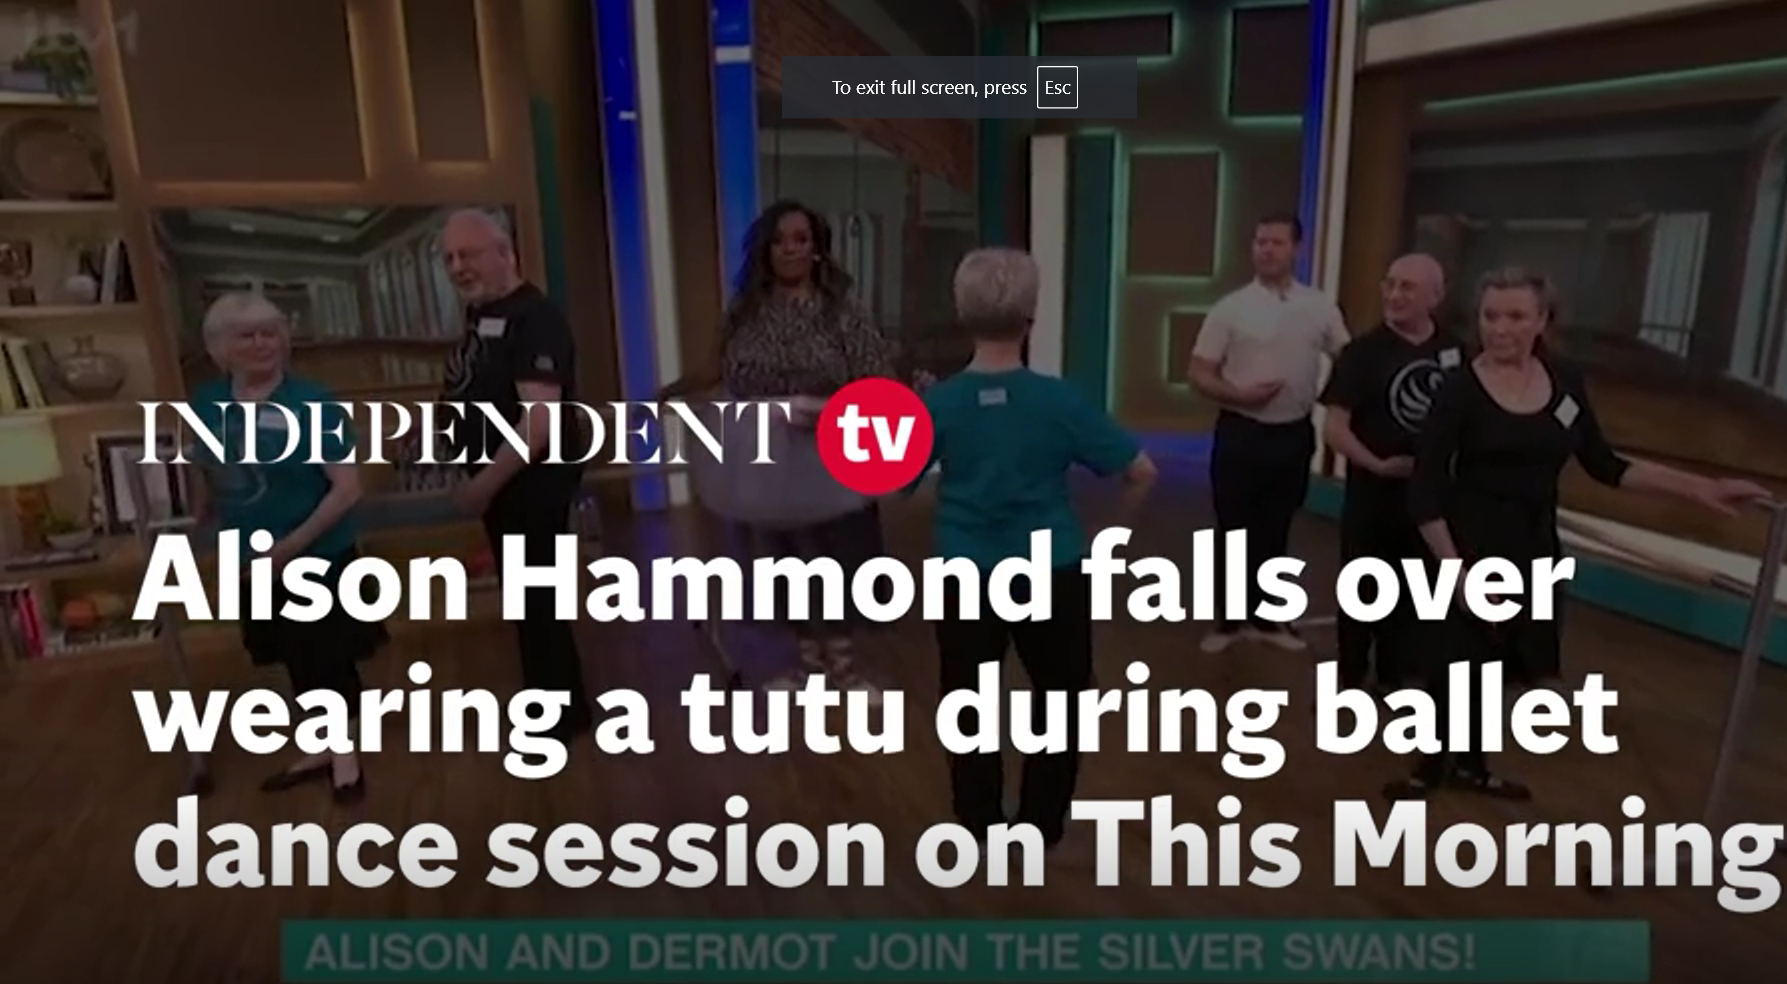 To exit full screen, press Esc
INDEPENDENT tv
Alison Hammond falls over
wearing a tutu during ballet
dance session on This Morning
ALISON AND DERMOT JOIN THE SILVER SWANS!